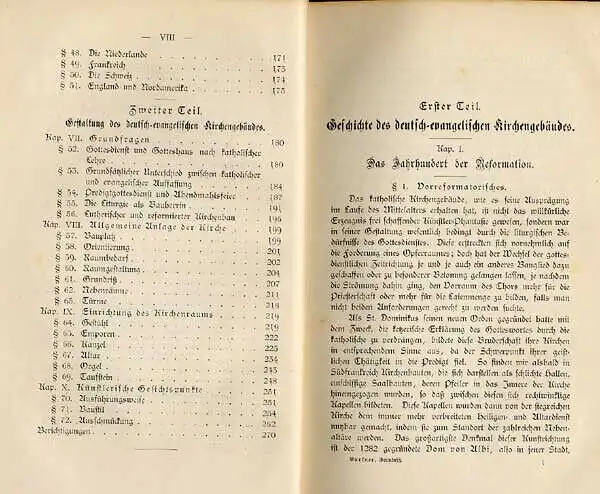 — VIII —
§ 48. Die Niederlande . . . . . 171
§ 49. Frankreich . . . . . 173
§ 50. Die Schweiz . . . . . 174
§ 51. England und Nordamerika . . . . . 175
Zweiter Teil.
Gestaltung des deutsch-evangelischen Kirchengebäudes.
Kap. VII. Grundfragen . . . . . 180
§ 52. Gottesdienst und Gotteshaus nach katholischer
Lehre . . . . . 180
§ 53. Grundsätzlicher Unterschied zwischen katholischer
und evangelischer Auffassung . . . . . 184
§ 54. Predigtgottesdienst und Abendmahlsfeier . . 187
§ 55. Die Liturgie als Bauherrin . . . . . 191
§ 56. Lutherischer und reformierter Kirchenbau . . 196
Kap. VIII. Allgemeine Anlage der Kirche . . . 199
§ 57. Bauplatz . . . . . 199
§ 58. Orientierung . . . . . 201
§ 59. Raumbedarf . . . . . 202
§ 60. Raumgestaltung . . . . . 204
§ 61. Grundriß . . . . . 207
§ 62. Nebenräume . . . . . 211
§ 63. Türme . . . . . 218
Kap. IX. Einrichtung des Kirchenraums . . . 219
§ 64. Gestühl . . . . . 219
§ 65. Emporen . . . . . 222
§ 66. Kanzel . . . . . 225
§ 67. Altar . . . . . 234
§ 68. Orgel . . . . . 243
§ 69. Taufstein . . . . . 248
Kap. X. Künstlerische Gesichtspunkte . . . 251
§ 70. Ausführungsweise . . . . . 251
§ 71. Baustil . . . . . 254
§ 72. Ausschmückung . . . . . 262
Berichtigungen . . . . . 270
Erster Teil.
Geschichte des deutsch-evangelischen Kirchengebäudes.
Kap. I.
Das Jahrhundert der Reformation.
§ 1. Vorreformatorisches.
Das katholische Kirchengebäude, wie es seine Ausprägung
im Laufe des Mittelalters erhalten hat, ist nicht das willkürliche
Erzeugnis frei schaffender Künstler-Phantasie gewesen, sondern war
in seiner Gestaltung wesentlich bedingt durch die liturgischen Be-
dürfnisse des Gottesdienstes. Diese erstreckten sich vornehmlich auf
die Forderung eines Opferraumes; doch hat der Wechsel der gottes-
dienstlichen Zeitrichtung je und je auch ein anderes Bauglied dazu
geschaffen oder zu besonderer Betonung gelangen lassen, je nachdem
die Strömung dahin ging, den Vorraum des Chors mehr für die
Priesterschaft oder mehr für die Laienmenge zu bilden, falls man
nicht beiden Anforderungen gerecht zu werden suchte.
Als St. Dominikus seinen neuen Orden gegründet hatte mit
dem Zweck, die ketzerische Erklärung des Gotteswortes durch die
katholische zu verdrängen, bildete diese Bruderschaft ihre Kirchen
in entsprechendem Sinne aus, da der Schwerpunkt ihrer geist-
lichen Thätigkeit in die Predigt fiel. So finden wir alsbald in
Südfrankreich Kirchenbauten, die sich darstellen als schlichte Hallen,
einschiffige Saalbauten, deren Pfeiler in das Innere der Kirche
hineingezogen wurden, so daß zwischen diesen sich rechtwinklige
Kapellen bildeten. Diese Kapellen wurden dann von der siegreichen
Kirche dem immer mehr verbreiteten Heiligen- und Altardienst
nutzbar gemacht, indem sie zum Standort der zahlreichen Neben-
altäre werden. Das großartigste Denkmal dieser Kunstrichtung
ist der 1282 gegründete Dom von Albi, also in jener Stadt,
1